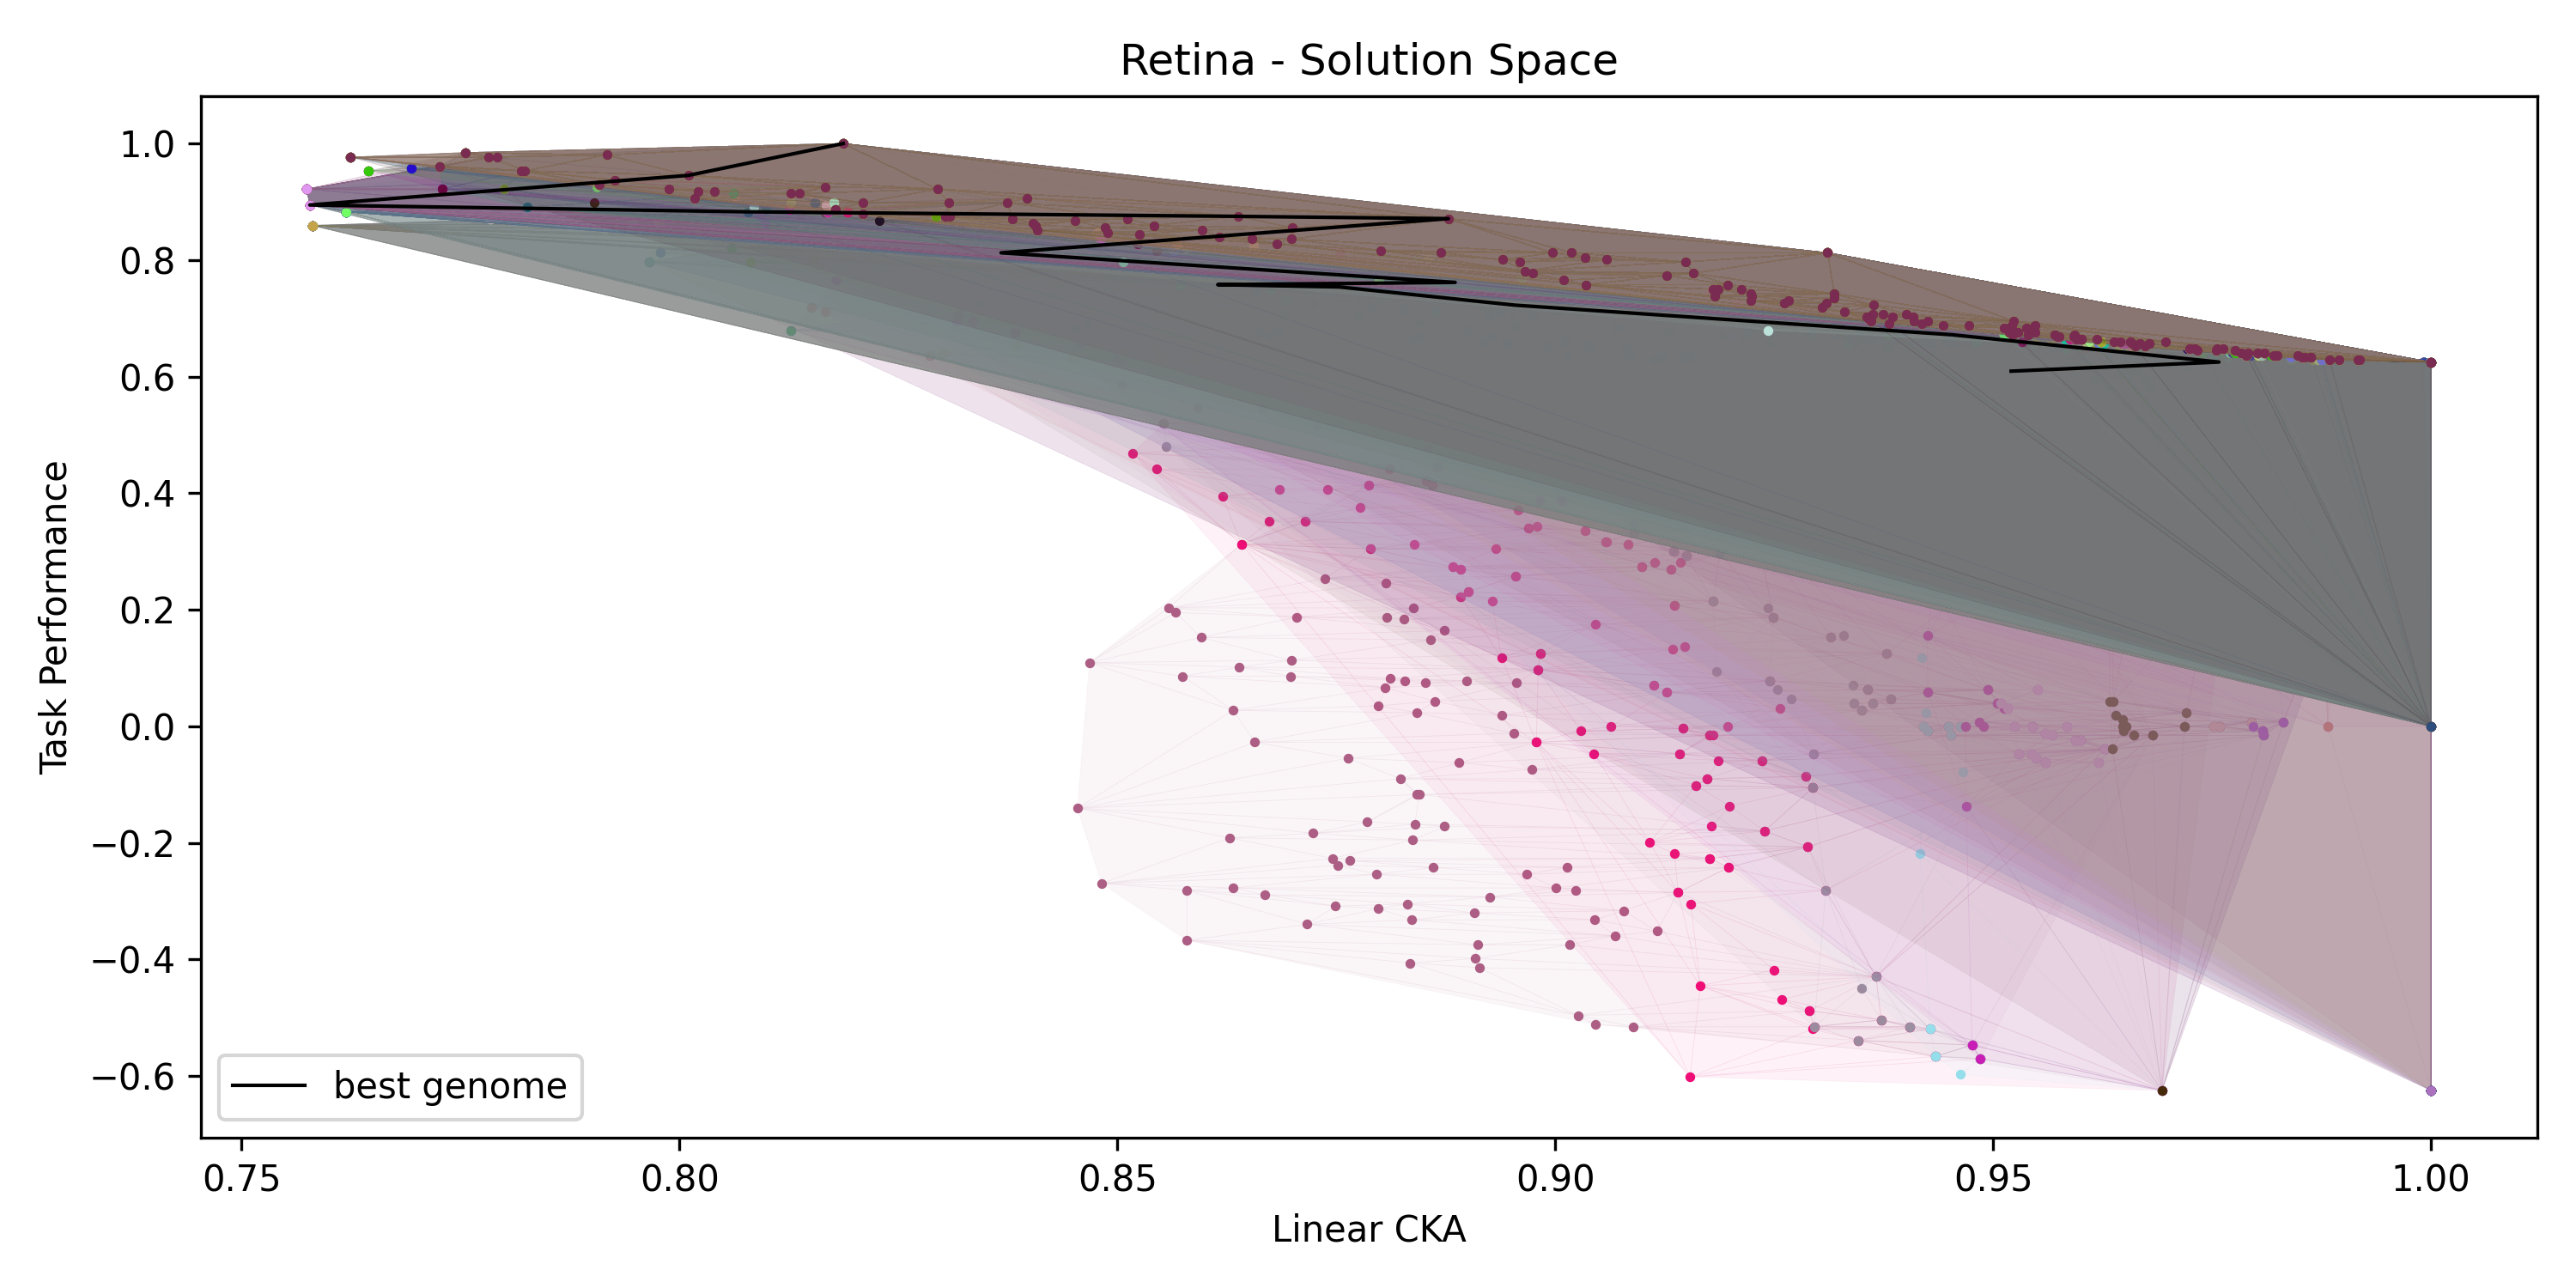 Retina - Solution Space
1.0
0.8
0.6
0.4
0.2
0.0
−0.2
−0.4
−0.6
Task Performance
best genome
0.75 0.80 0.85 0.90 0.95 1.00
Linear CKA